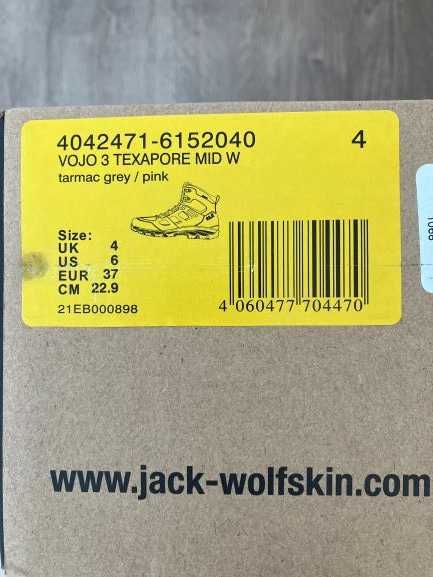 4042471-6152040 4
VOJO 3 TEXAPORE MID W
tarmac grey / pink
Size:
UK 4
US 6
EUR 37
CM 22.9
21EB000898
4 060477 704470
www.jack-wolfskin.com